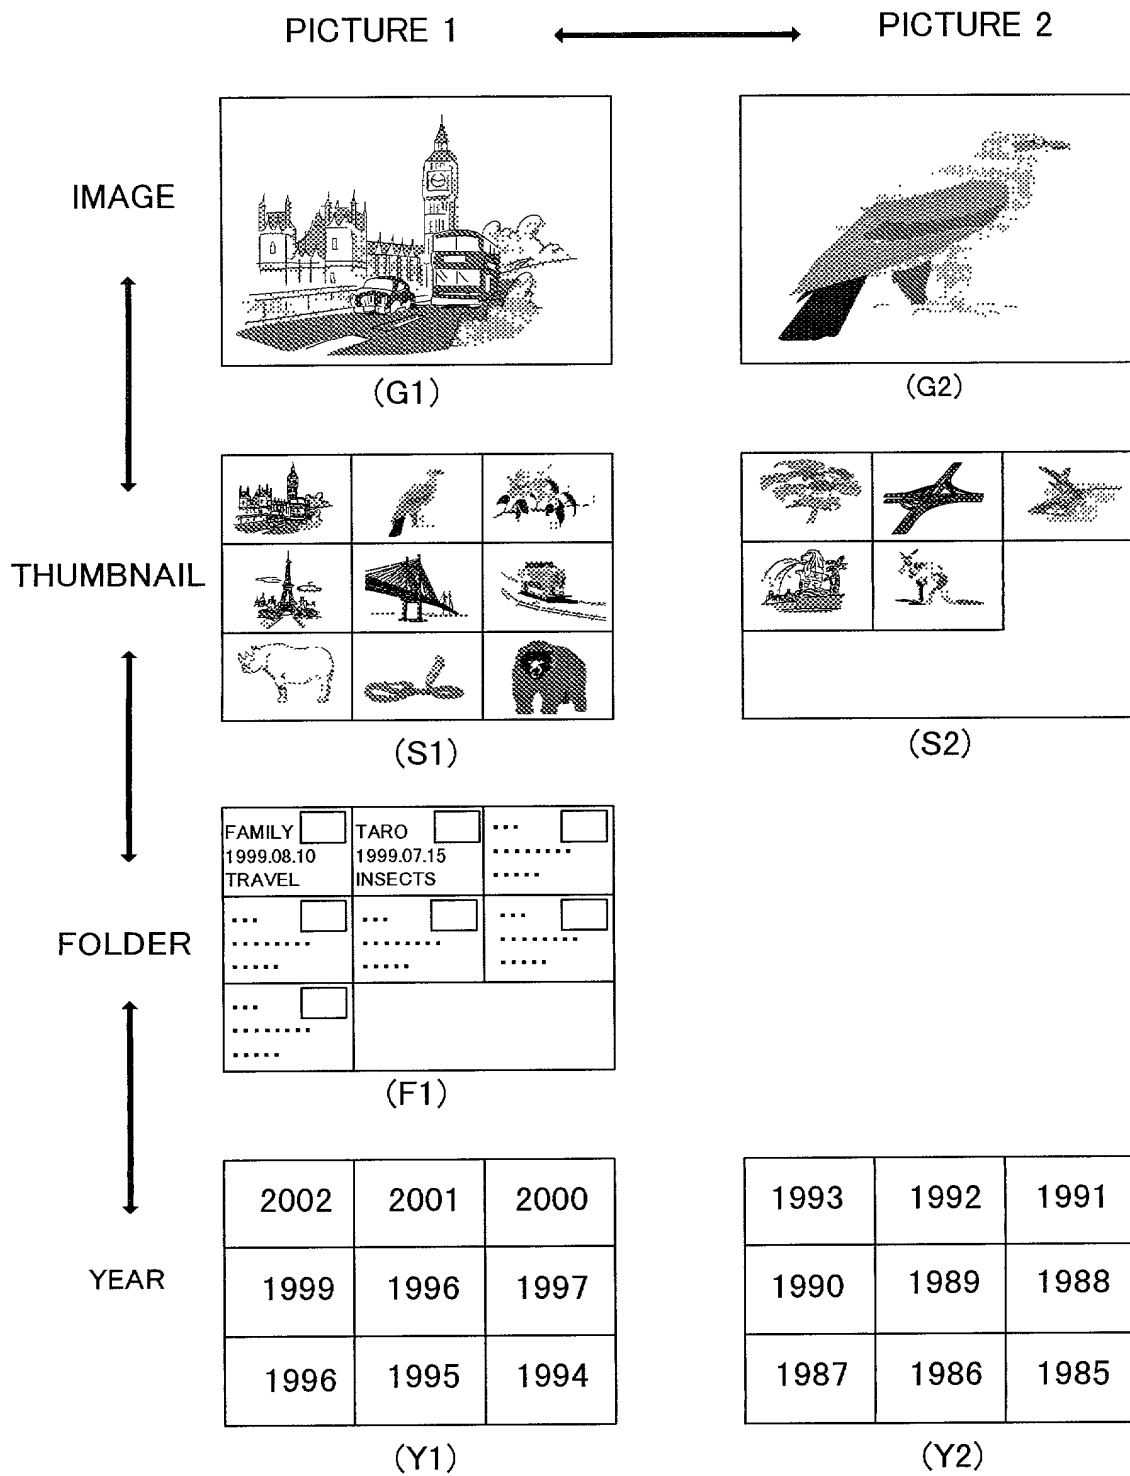 PICTURE 1
PICTURE 2
IMAGE
(G1)
(G2)
THUMBNAIL
(S1)
(S2)
FAMILY
1999.08.10
TRAVEL
TARO
1999.07.15
INSECTS
FOLDER
(F1)
2002 2001 2000
1993 1992 1991
YEAR
1999 1996 1997
1990 1989 1988
1996 1995 1994
1987 1986 1985
(Y1)
(Y2)